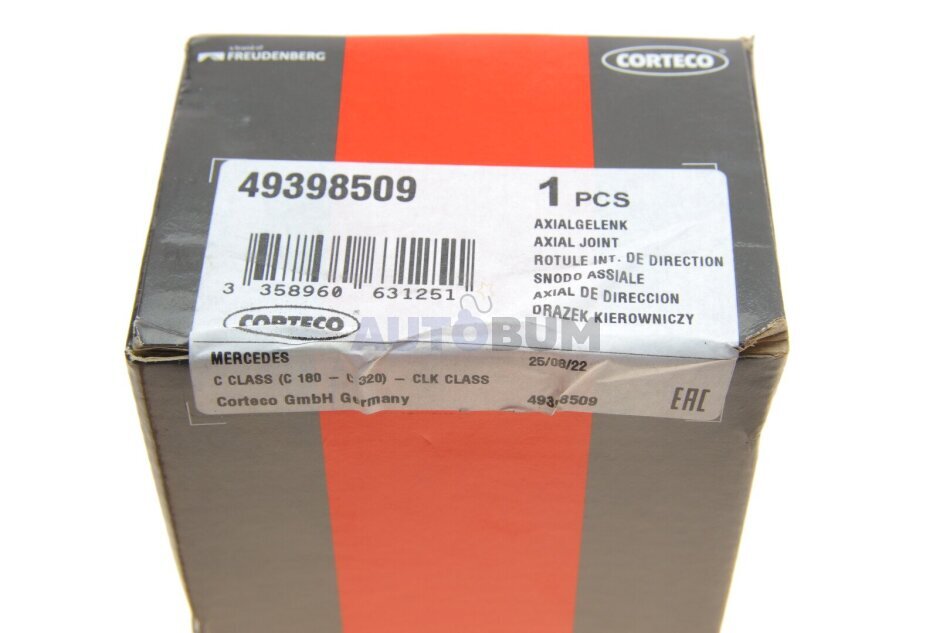 a brand of
FREUDENBERG
CORTECO
49398509
1 PCS
AXIALGELENK
AXIAL JOINT
ROTULE INT. DE DIRECTION
SNODO ASSIALE
AXIAL DE DIRECCION
DRAZEK KIEROWNICZY
3 358960 631251
CORTECO
AUTOBUM
MERCEDES
25/08/22
C CLASS (C 180 – C 320) – CLK CLASS
Corteco GmbH Germany
49398509
EAC